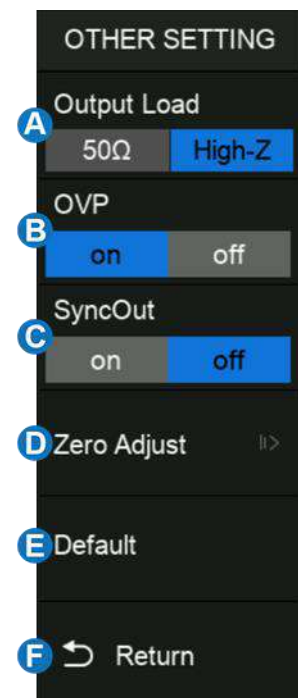 OTHER SETTING
Output Load
A
50Ω High-Z
OVP
B
on off
SyncOut
C
on off
D Zero Adjust
E Default
F Return